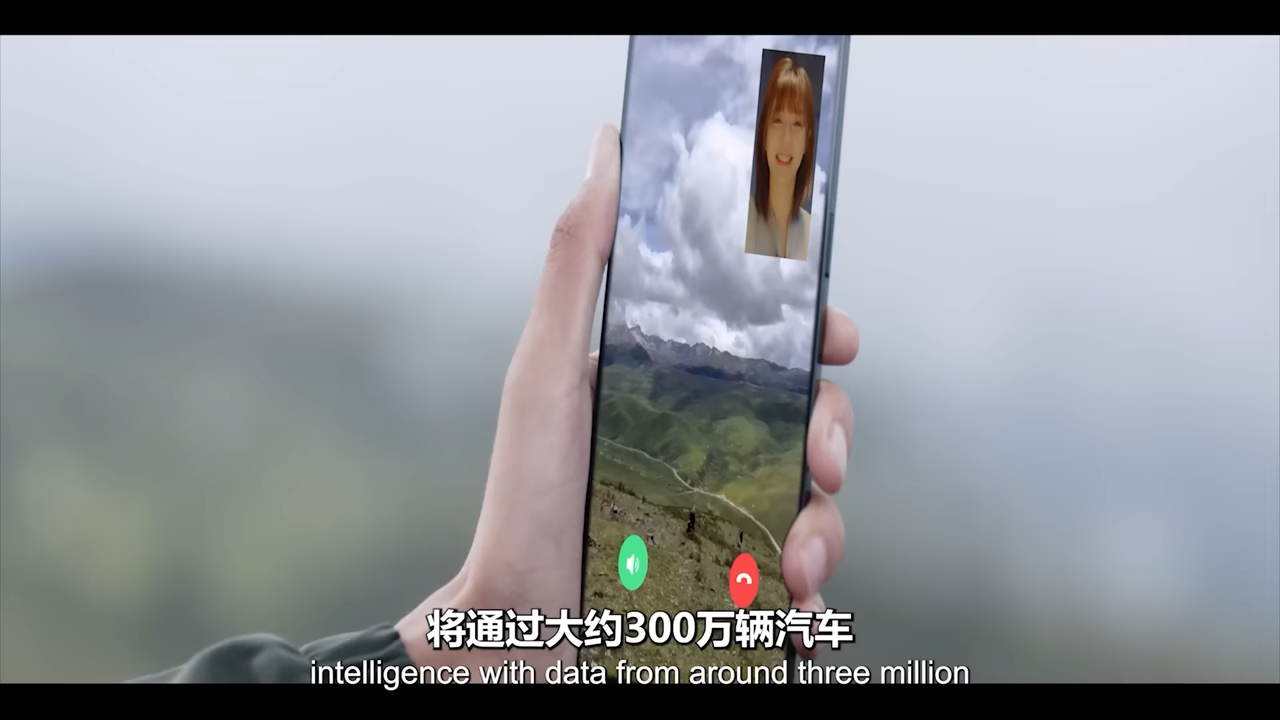 将通过大约300万辆汽车
intelligence with data from around three million